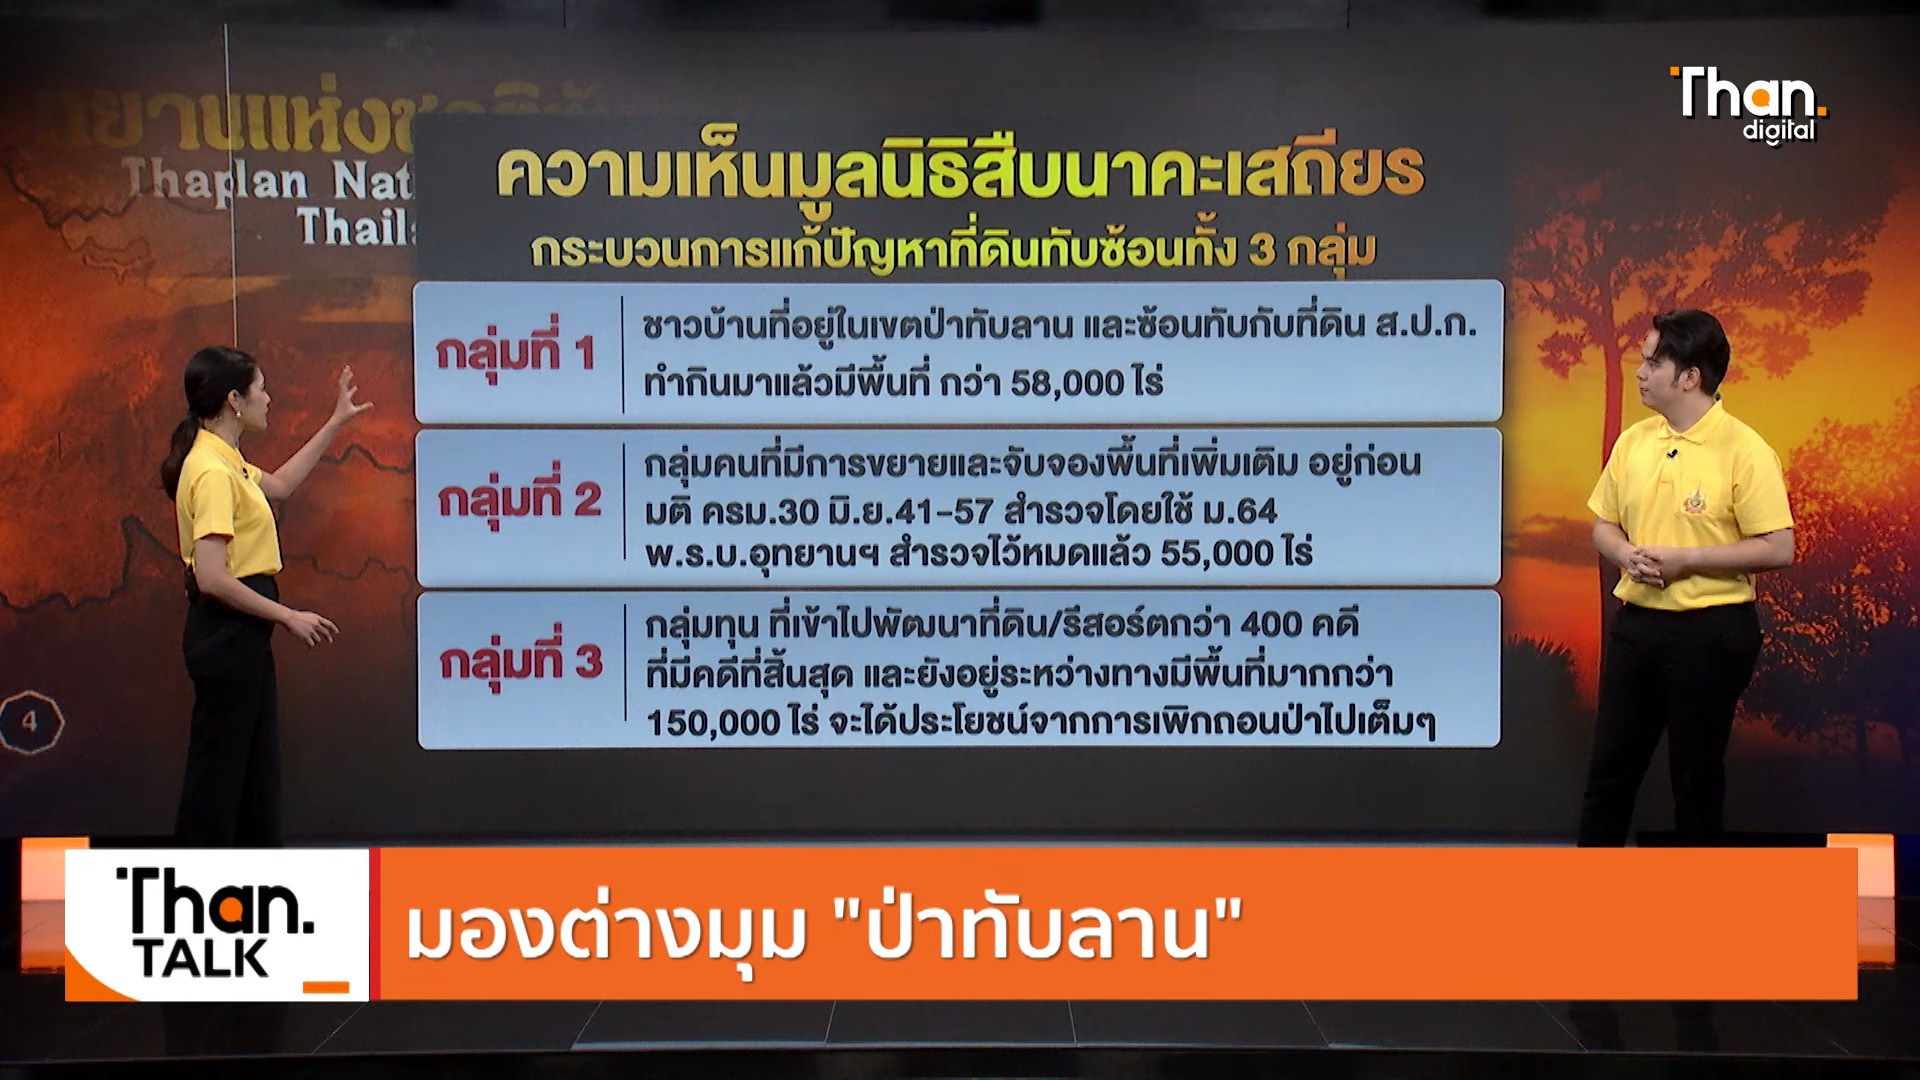 Than.
digital
Thaplan
Thail
ความเห็นมูลนิธิสืบนาคะเสถียร
กระบวนการแก้ปัญหาที่ดินทับซ้อนทั้ง 3 กลุ่ม
กลุ่มที่ 1
ชาวบ้านที่อยู่ในเขตป่าทับลาน และซ้อนทับกับที่ดิน ส.ป.ก.
ทำกินมาแล้วมีพื้นที่ กว่า 58,000 ไร่
กลุ่มที่ 2
กลุ่มคนที่มีการขยายและจับจองพื้นที่เพิ่มเติม อยู่ก่อน
มติ ครม.30 มิ.ย.41-57 สำรวจโดยใช้ ม.64
พ.ร.บ.อุทยานฯ สำรวจไว้หมดแล้ว 55,000 ไร่
กลุ่มที่ 3
กลุ่มทุน ที่เข้าไปพัฒนาที่ดิน/รีสอร์ตกว่า 400 คดี
ที่มีคดีที่สิ้นสุด และยังอยู่ระหว่างทางมีพื้นที่มากกว่า
150,000 ไร่ จะได้ประโยชน์จากการเพิกถอนป่าไปเต็มๆ
4
Than.
TALK
มองต่างมุม "ป่าทับลาน"